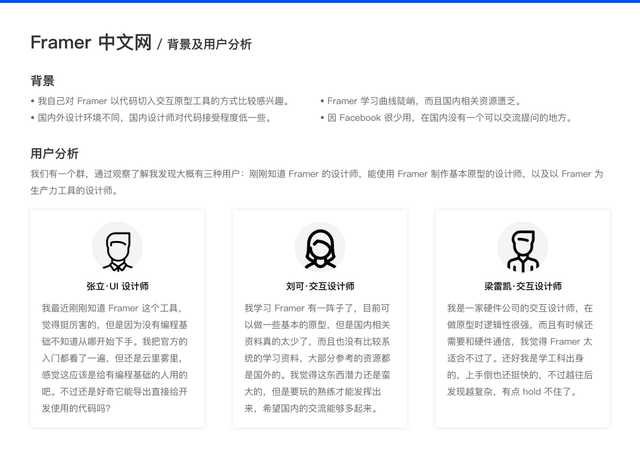 Framer 中文网 / 背景及用户分析
背景
• 我自己对 Framer 以代码切入交互原型工具的方式比较感兴趣。
• 国内外设计环境不同，国内设计师对代码接受程度低一些。
• Framer 学习曲线陡峭，而且国内相关资源匮乏。
• 因 Facebook 很少用，在国内没有一个可以交流提问的地方。
用户分析
我们有一个群，通过观察了解我发现大概有三种用户：刚刚知道 Framer 的设计师，能使用 Framer 制作基本原型的设计师，以及以 Framer 为
生产力工具的设计师。
张立·UI 设计师
我最近刚刚知道 Framer 这个工具，
觉得挺厉害的，但是因为没有编程基
础不知道从哪开始下手。我把官方的
入门都看了一遍，但还是云里雾里，
感觉这应该是给有编程基础的人用的
吧。不过还是好奇它能导出直接给开
发使用的代码吗？
刘可·交互设计师
我学习 Framer 有一阵子了，目前可
以做一些基本的原型，但是国内相关
资料真的太少了，而且也没有比较系
统的学习资料，大部分参考的资源都
是国外的。我觉得这东西潜力还是蛮
大的，但是要玩的熟练才能发挥出
来，希望国内的交流能够多起来。
梁雷凯·交互设计师
我是一家硬件公司的交互设计师，在
做原型时逻辑性很强，而且有时候还
需要和硬件通信，我觉得 Framer 太
适合不过了。还好我是学工科出身
的，上手倒也还挺快的，不过越往后
发现越复杂，有点 hold 不住了。